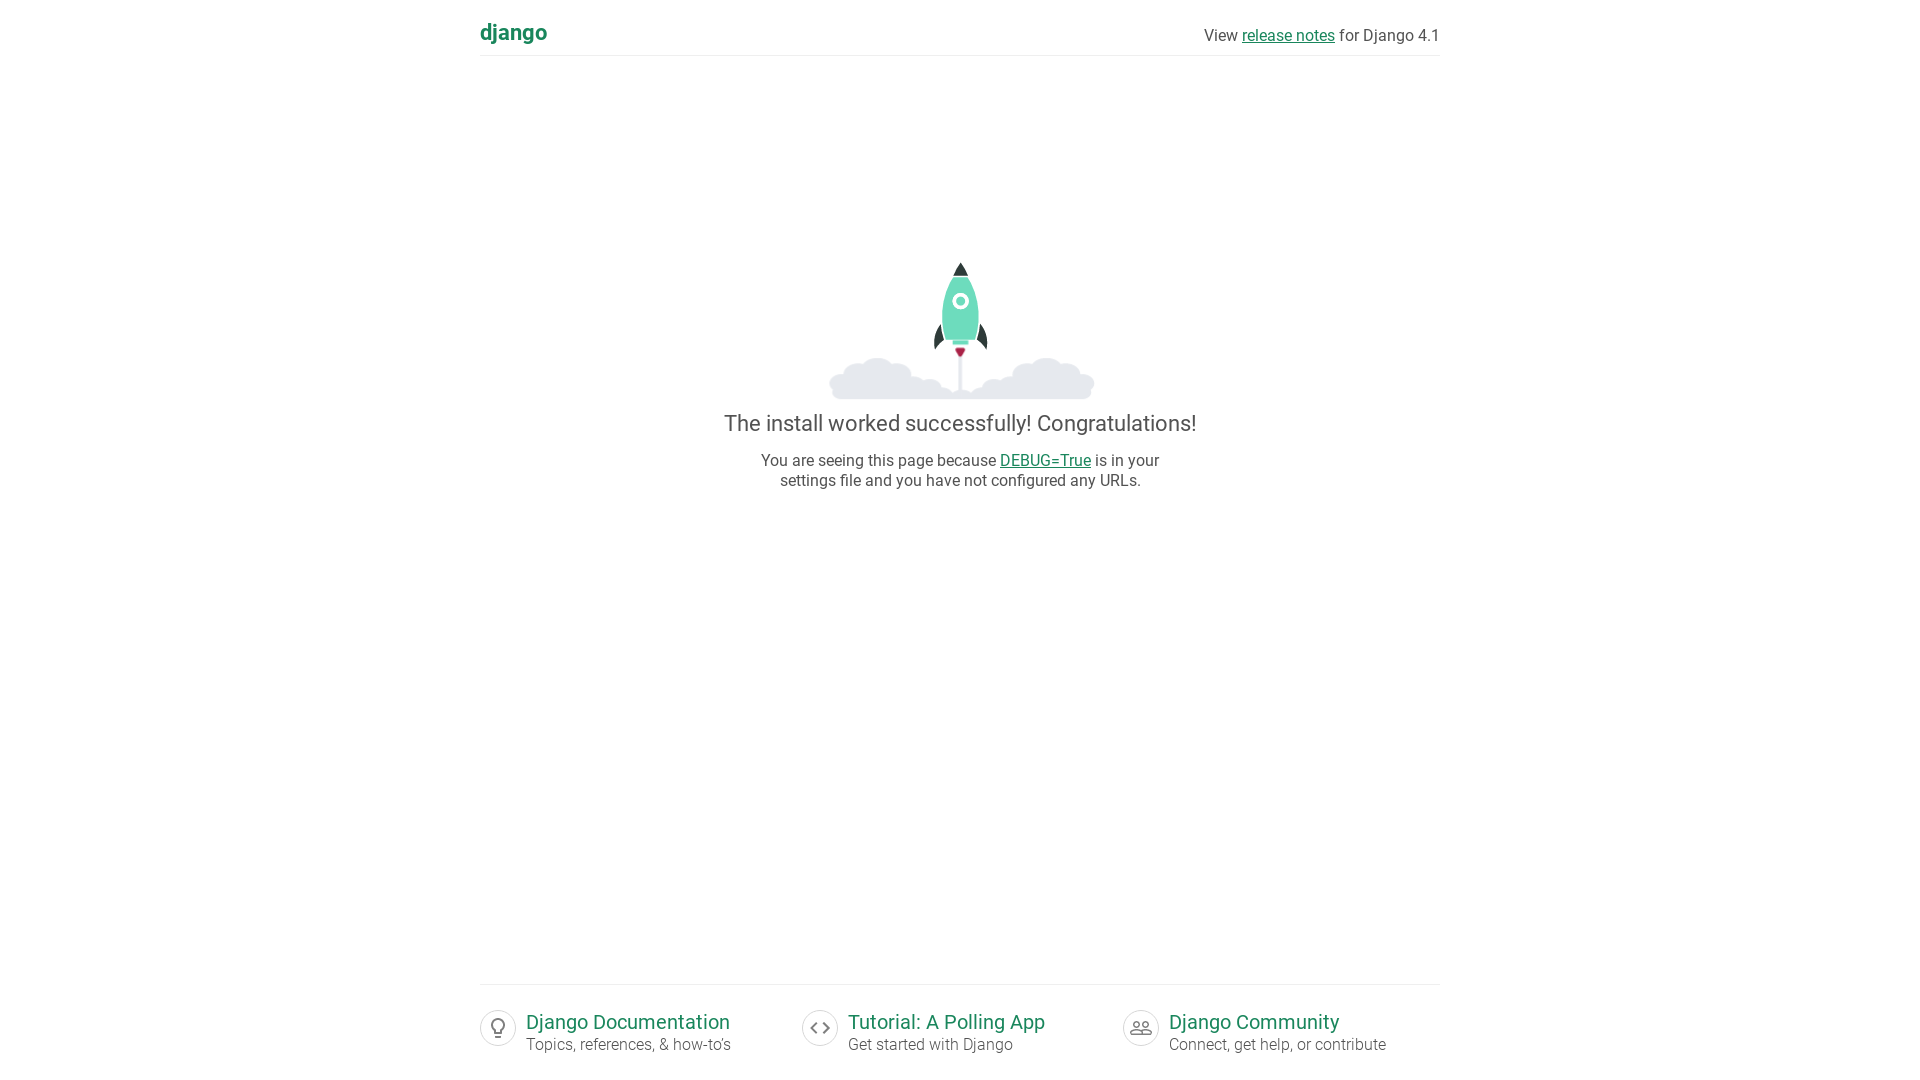 django
View release notes for Django 4.1
The install worked successfully! Congratulations!
You are seeing this page because DEBUG=True is in your
settings file and you have not configured any URLs.
Django Documentation
Topics, references, & how-to’s
Tutorial: A Polling App
Get started with Django
Django Community
Connect, get help, or contribute